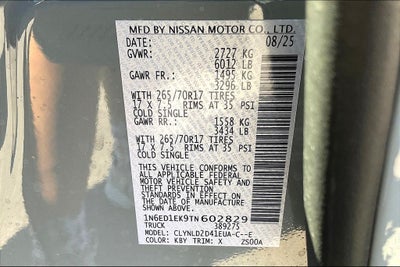 MFD BY NISSAN MOTOR CO., LTD.
DATE: 08/25
GVWR: 2727 KG
6012 LB
GAWR FR.: 1495 KG
3296 LB
WITH 265/70R17 TIRES
17 X 7.5 RIMS AT 35 PSI
COLD SINGLE
GAWR RR.: 1558 KG
3434 LB
WITH 265/70R17 TIRES
17 X 7.5 RIMS AT 35 PSI
COLD SINGLE
THIS VEHICLE CONFORMS TO
ALL APPLICABLE FEDERAL
MOTOR VEHICLE SAFETY AND
THEFT PREVENTION STANDARDS
IN EFFECT ON THE DATE OF
MANUFACTURE SHOWN ABOVE.
1N6ED1EK9TN602829
TRUCK 389275
MODEL: CLYNLD2D41EUA-C--E
COLOR: KBY TRIM: X ZS00A